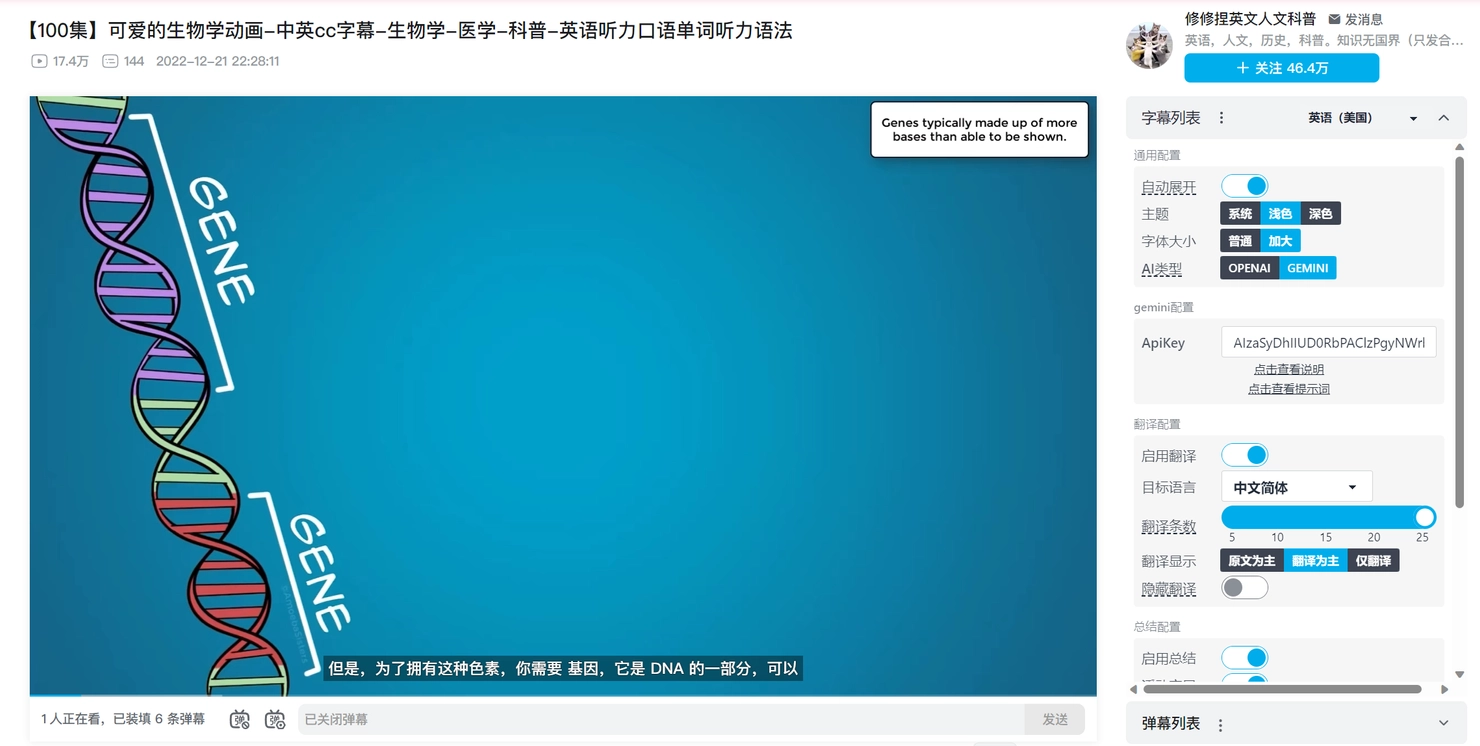 【100集】可爱的生物学动画–中英cc字幕–生物学–医学–科普–英语听力口语单词听力语法
17.4万 144 2022–12–21 22:28:11
修修捏英文人文科普 发消息
英语，人文，历史，科普。知识无国界（只发合...
+ 关注 46.4万
Genes typically made up of more
bases than able to be shown.
GENE
GENE
但是，为了拥有这种色素，你需要 基因，它是 DNA 的一部分，可以
1人正在看，已装填 6 条弹幕
弹
弹
已关闭弹幕
发送
字幕列表
英语（美国）
通用配置
自动展开
主题 系统 浅色 深色
字体大小 普通 加大
AI类型 OPENAI GEMINI
gemini配置
ApiKey
点击查看说明
点击查看提示词
翻译配置
启用翻译
目标语言 中文简体
翻译条数
5 10 15 20 25
翻译显示 原文为主 翻译为主 仅翻译
隐藏翻译
总结配置
启用总结
弹幕列表